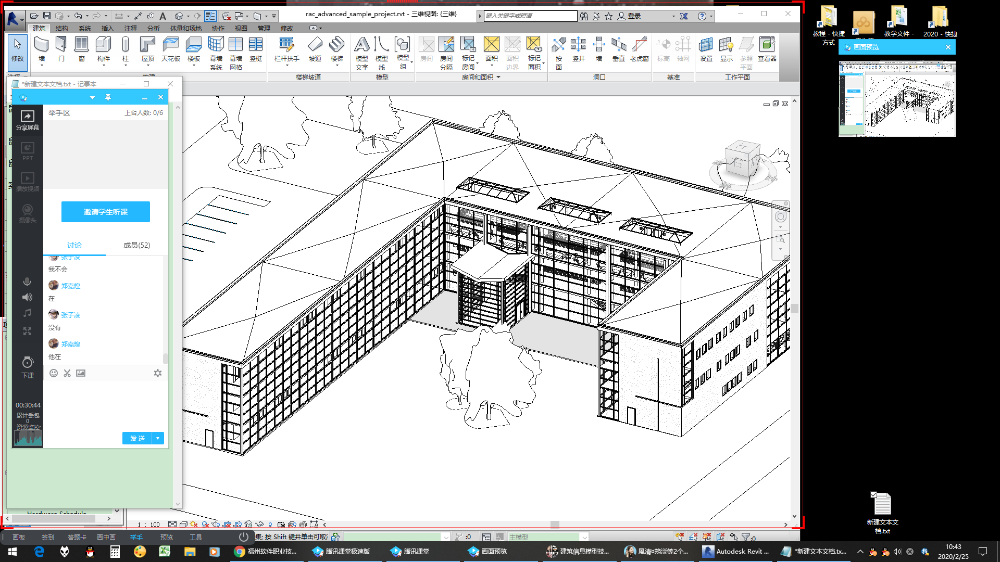 rac_advanced_sample_project.rvt - 三维视图: {三维}
键入关键字或短语
登录
建筑 结构 系统 插入 注释 分析 体量和场地 协作 视图 管理 修改
修改 墙 门 窗 构件 柱 屋顶 天花板 楼板 幕墙 系统 幕墙 网格 竖梃 栏杆扶手 坡道 楼梯 模型 文字 模型 线 模型 组 房间 房间 分隔 标记 房间 面积 面积 边界 标记 面积 按 面 竖井 墙 垂直 老虎窗 标高 轴网 设置 显示 参照 平面 查看器
楼梯坡道 模型 房间和面积 洞口 基准 工作平面
*新建文本文档.txt - 记事本
举手区 上台人数: 0/6
分享屏幕
PPT
播放视频
摄像头
邀请学生听课
讨论 成员(52)
张子凌
我不会
郑嘉煌
在
张子凌
没有
郑嘉煌
他在
下课
00:30:44
累计丢包
0
资源监控:
发送
Hardware Schedule
1 : 100
画板 签到 答题卡 画中画 举手 预览 工具
集; 按 Shift 键并单击可取消
:0
主模型
:0
教程 - 快捷方式
教学文件 -
2020 - 快捷
画面预览
新建文本文档.txt
福州软件职业技... 腾讯课堂极速版 腾讯课堂 画面预览 建筑信息模型技... 風清¤筠淡等2个... Autodesk Revit ... *新建文本文档.tx...
10:43
2020/2/25